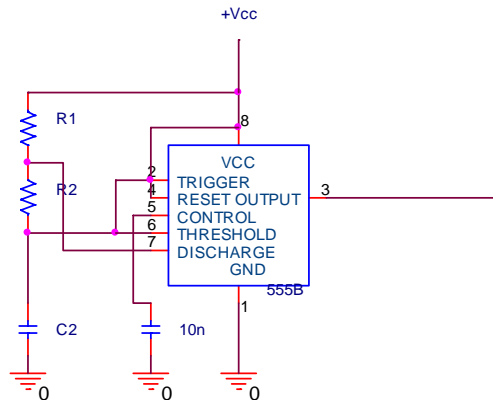 +Vcc
R1
8
VCC
2
TRIGGER
R2
4
RESET OUTPUT
3
5
CONTROL
6
THRESHOLD
7
DISCHARGE
GND
555B
1
C2
10n
0
0
0